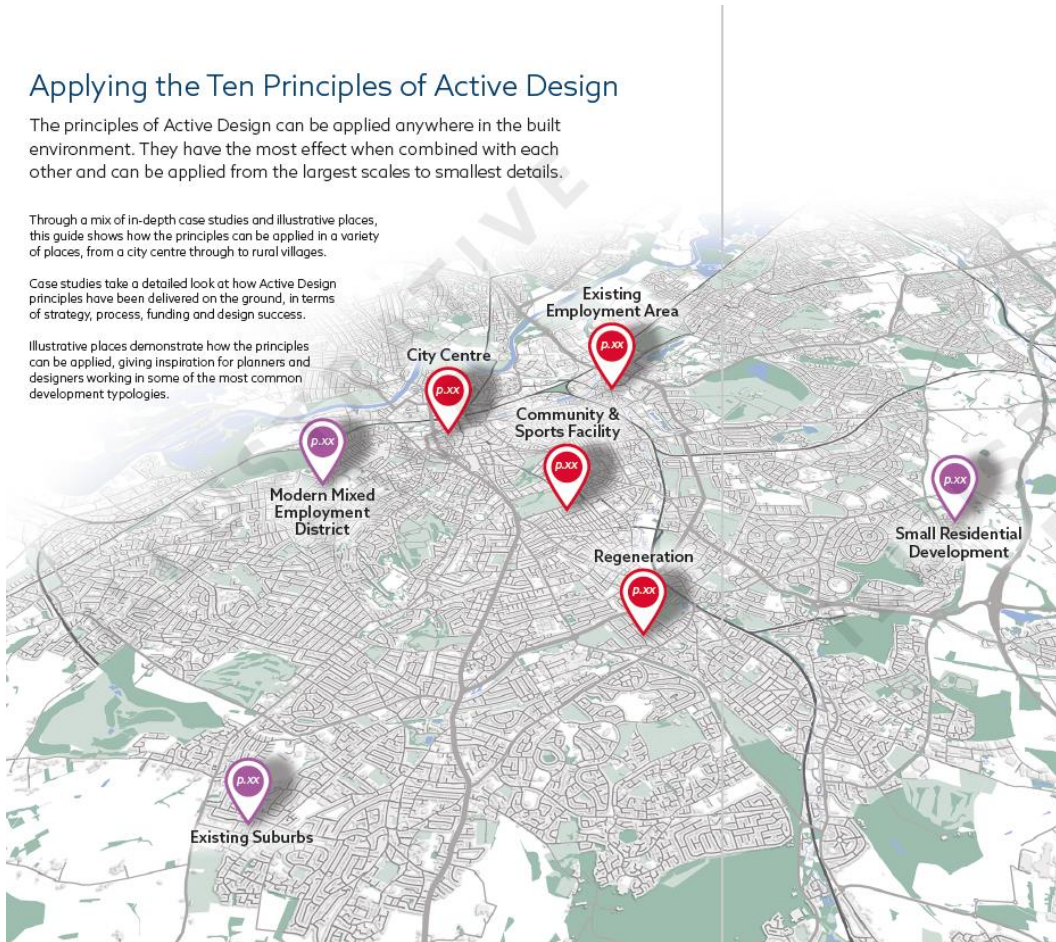 Applying the Ten Principles of Active Design
The principles of Active Design can be applied anywhere in the built
environment. They have the most effect when combined with each
other and can be applied from the largest scales to smallest details.
Through a mix of in-depth case studies and illustrative places,
this guide shows how the principles can be applied in a variety
of places, from a city centre through to rural villages.
Case studies take a detailed look at how Active Design
principles have been delivered on the ground, in terms
of strategy, process, funding and design success.
Illustrative places demonstrate how the principles
can be applied, giving inspiration for planners and
designers working in some of the most common
development typologies.
Existing
Employment Area
p.xx
City Centre
p.xx
Community &
Sports Facility
p.xx
p.xx
Modern Mixed
Employment
District
p.xx
Small Residential
Development
Regeneration
p.xx
p.xx
Existing Suburbs